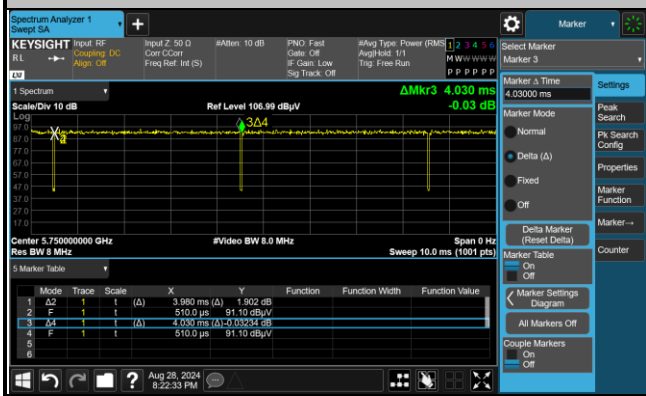 Spectrum Analyzer 1
Swept SA
+
Marker
KEYSIGHT
RL
Input: RF
Coupling: DC
Align: Off
Input Z: 50 Ω
Corr CCorr
Freq Ref: Int (S)
#Atten: 10 dB
PNO: Fast
Gate: Off
IF Gain: Low
Sig Track: Off
#Avg Type: Power (RMS
Avg|Hold: 1/1
Trig: Free Run
1 2 3 4 5 6
M W W W W W
P P P P P P
LXI
Select Marker
Marker 3
1 Spectrum
ΔMkr3 4.030 ms
Scale/Div 10 dB
Ref Level 106.99 dBµV
-0.03 dB
Log
97.0
87.0
77.0
67.0
57.0
47.0
37.0
27.0
17.0
3Δ4
Center 5.750000000 GHz
#Video BW 8.0 MHz
Span 0 Hz
Res BW 8 MHz
Sweep 10.0 ms (1001 pts)
5 Marker Table
Mode Trace Scale X Y Function Function Width Function Value
1 Δ2 1 t (Δ) 3.980 ms (Δ) 1.902 dB
2 F 1 t 510.0 µs 91.10 dBµV
3 Δ4 1 t (Δ) 4.030 ms (Δ) -0.03234 dB
4 F 1 t 510.0 µs 91.10 dBµV
5
6
Aug 28, 2024
8:22:33 PM
?
Marker Δ Time
4.03000 ms
Marker Mode
Normal
Delta (Δ)
Fixed
Off
Delta Marker
(Reset Delta)
Marker Table
On
Off
Marker Settings
Diagram
All Markers Off
Couple Markers
On
Off
Settings
Peak
Search
Pk Search
Config
Properties
Marker
Function
Marker→
Counter